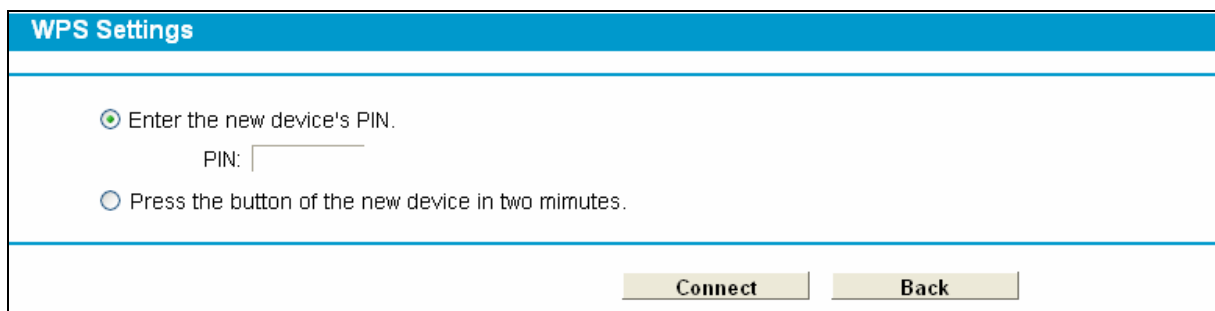 WPS Settings
Enter the new device's PIN.
PIN:
Press the button of the new device in two mimutes.
Connect Back